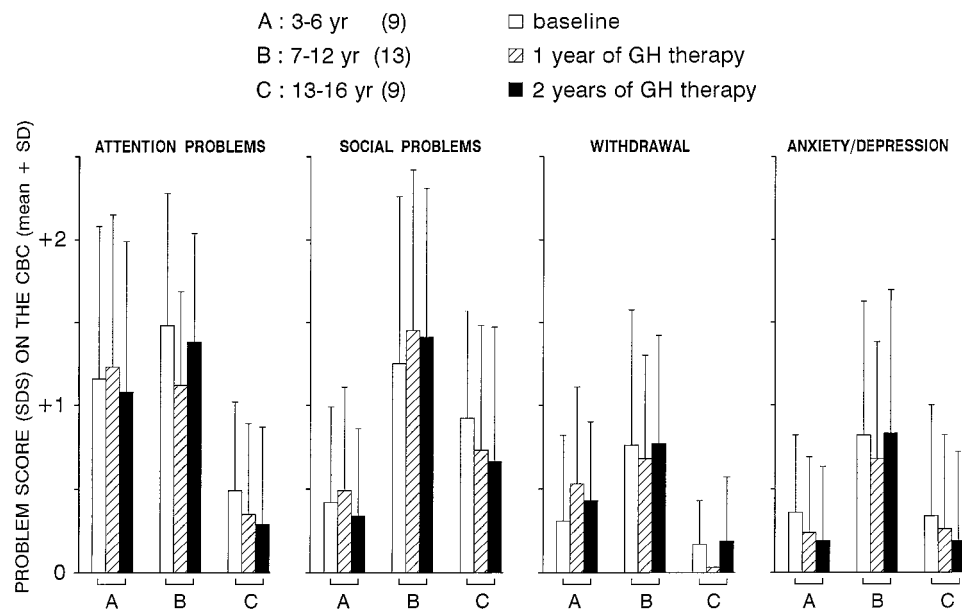 A : 3-6 yr (9)
B : 7-12 yr (13)
C : 13-16 yr (9)
baseline
1 year of GH therapy
2 years of GH therapy
PROBLEM SCORE (SDS) ON THE CBC (mean + SD)
ATTENTION PROBLEMS
SOCIAL PROBLEMS
WITHDRAWAL
ANXIETY/DEPRESSION
+2
+1
0
A B C
A B C
A B C
A B C